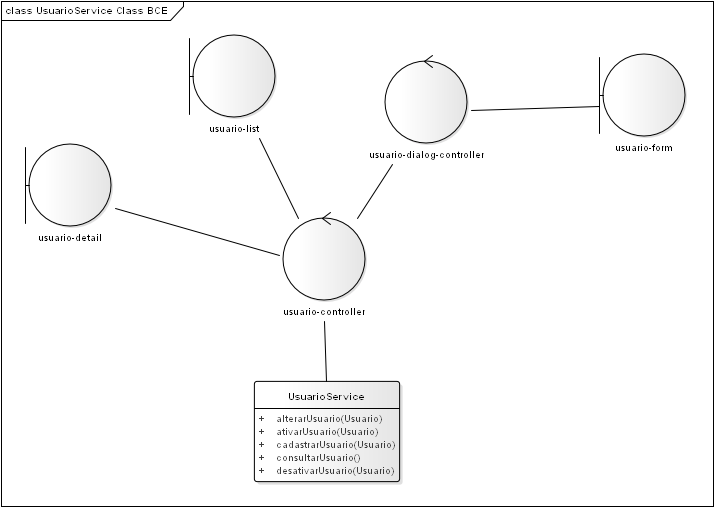 class UsuarioService Class BCE
usuario-list
usuario-dialog-controller
usuario-form
usuario-detail
usuario-controller
UsuarioService
+ alterarUsuario(Usuario)
+ ativarUsuario(Usuario)
+ cadastrarUsuario(Usuario)
+ consultarUsuario()
+ desativarUsuario(Usuario)